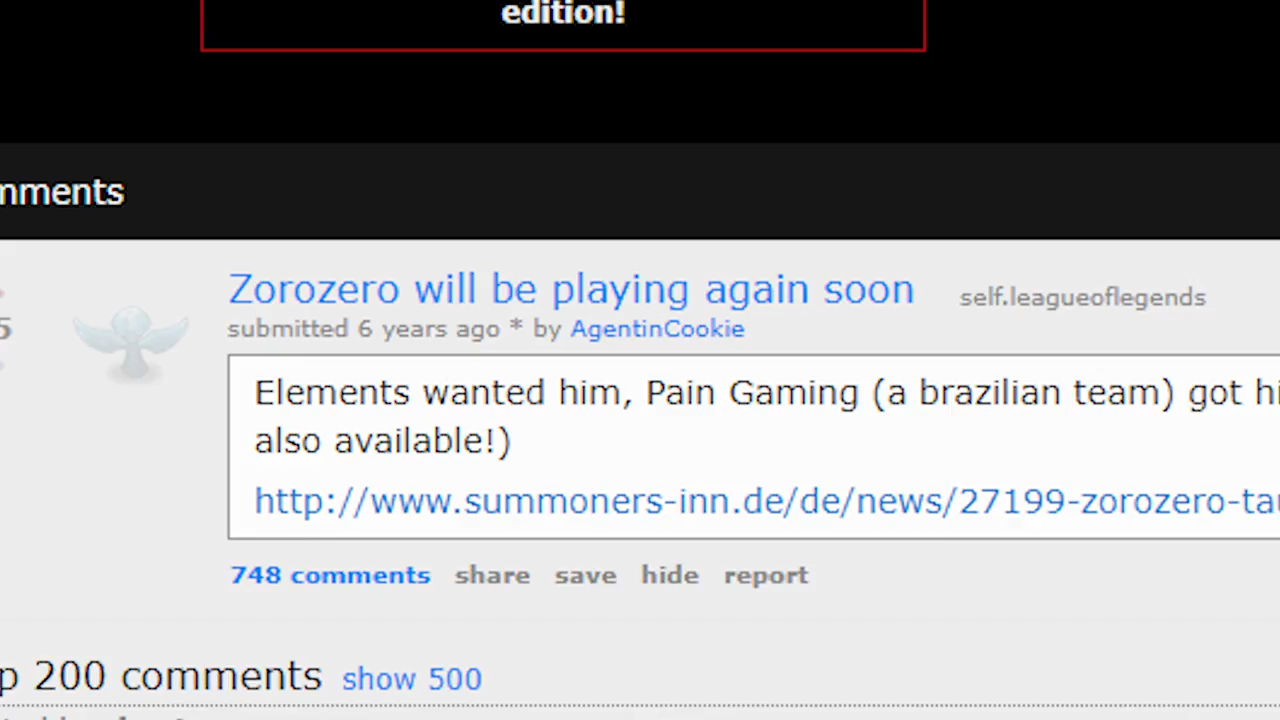 edition!
mments
Zorozero will be playing again soon self.leagueoflegends
5
submitted 6 years ago * by AgentinCookie
Elements wanted him, Pain Gaming (a brazilian team) got hi
also available!)
http://www.summoners-inn.de/de/news/27199-zorozero-ta
748 comments share save hide report
p 200 comments show 500